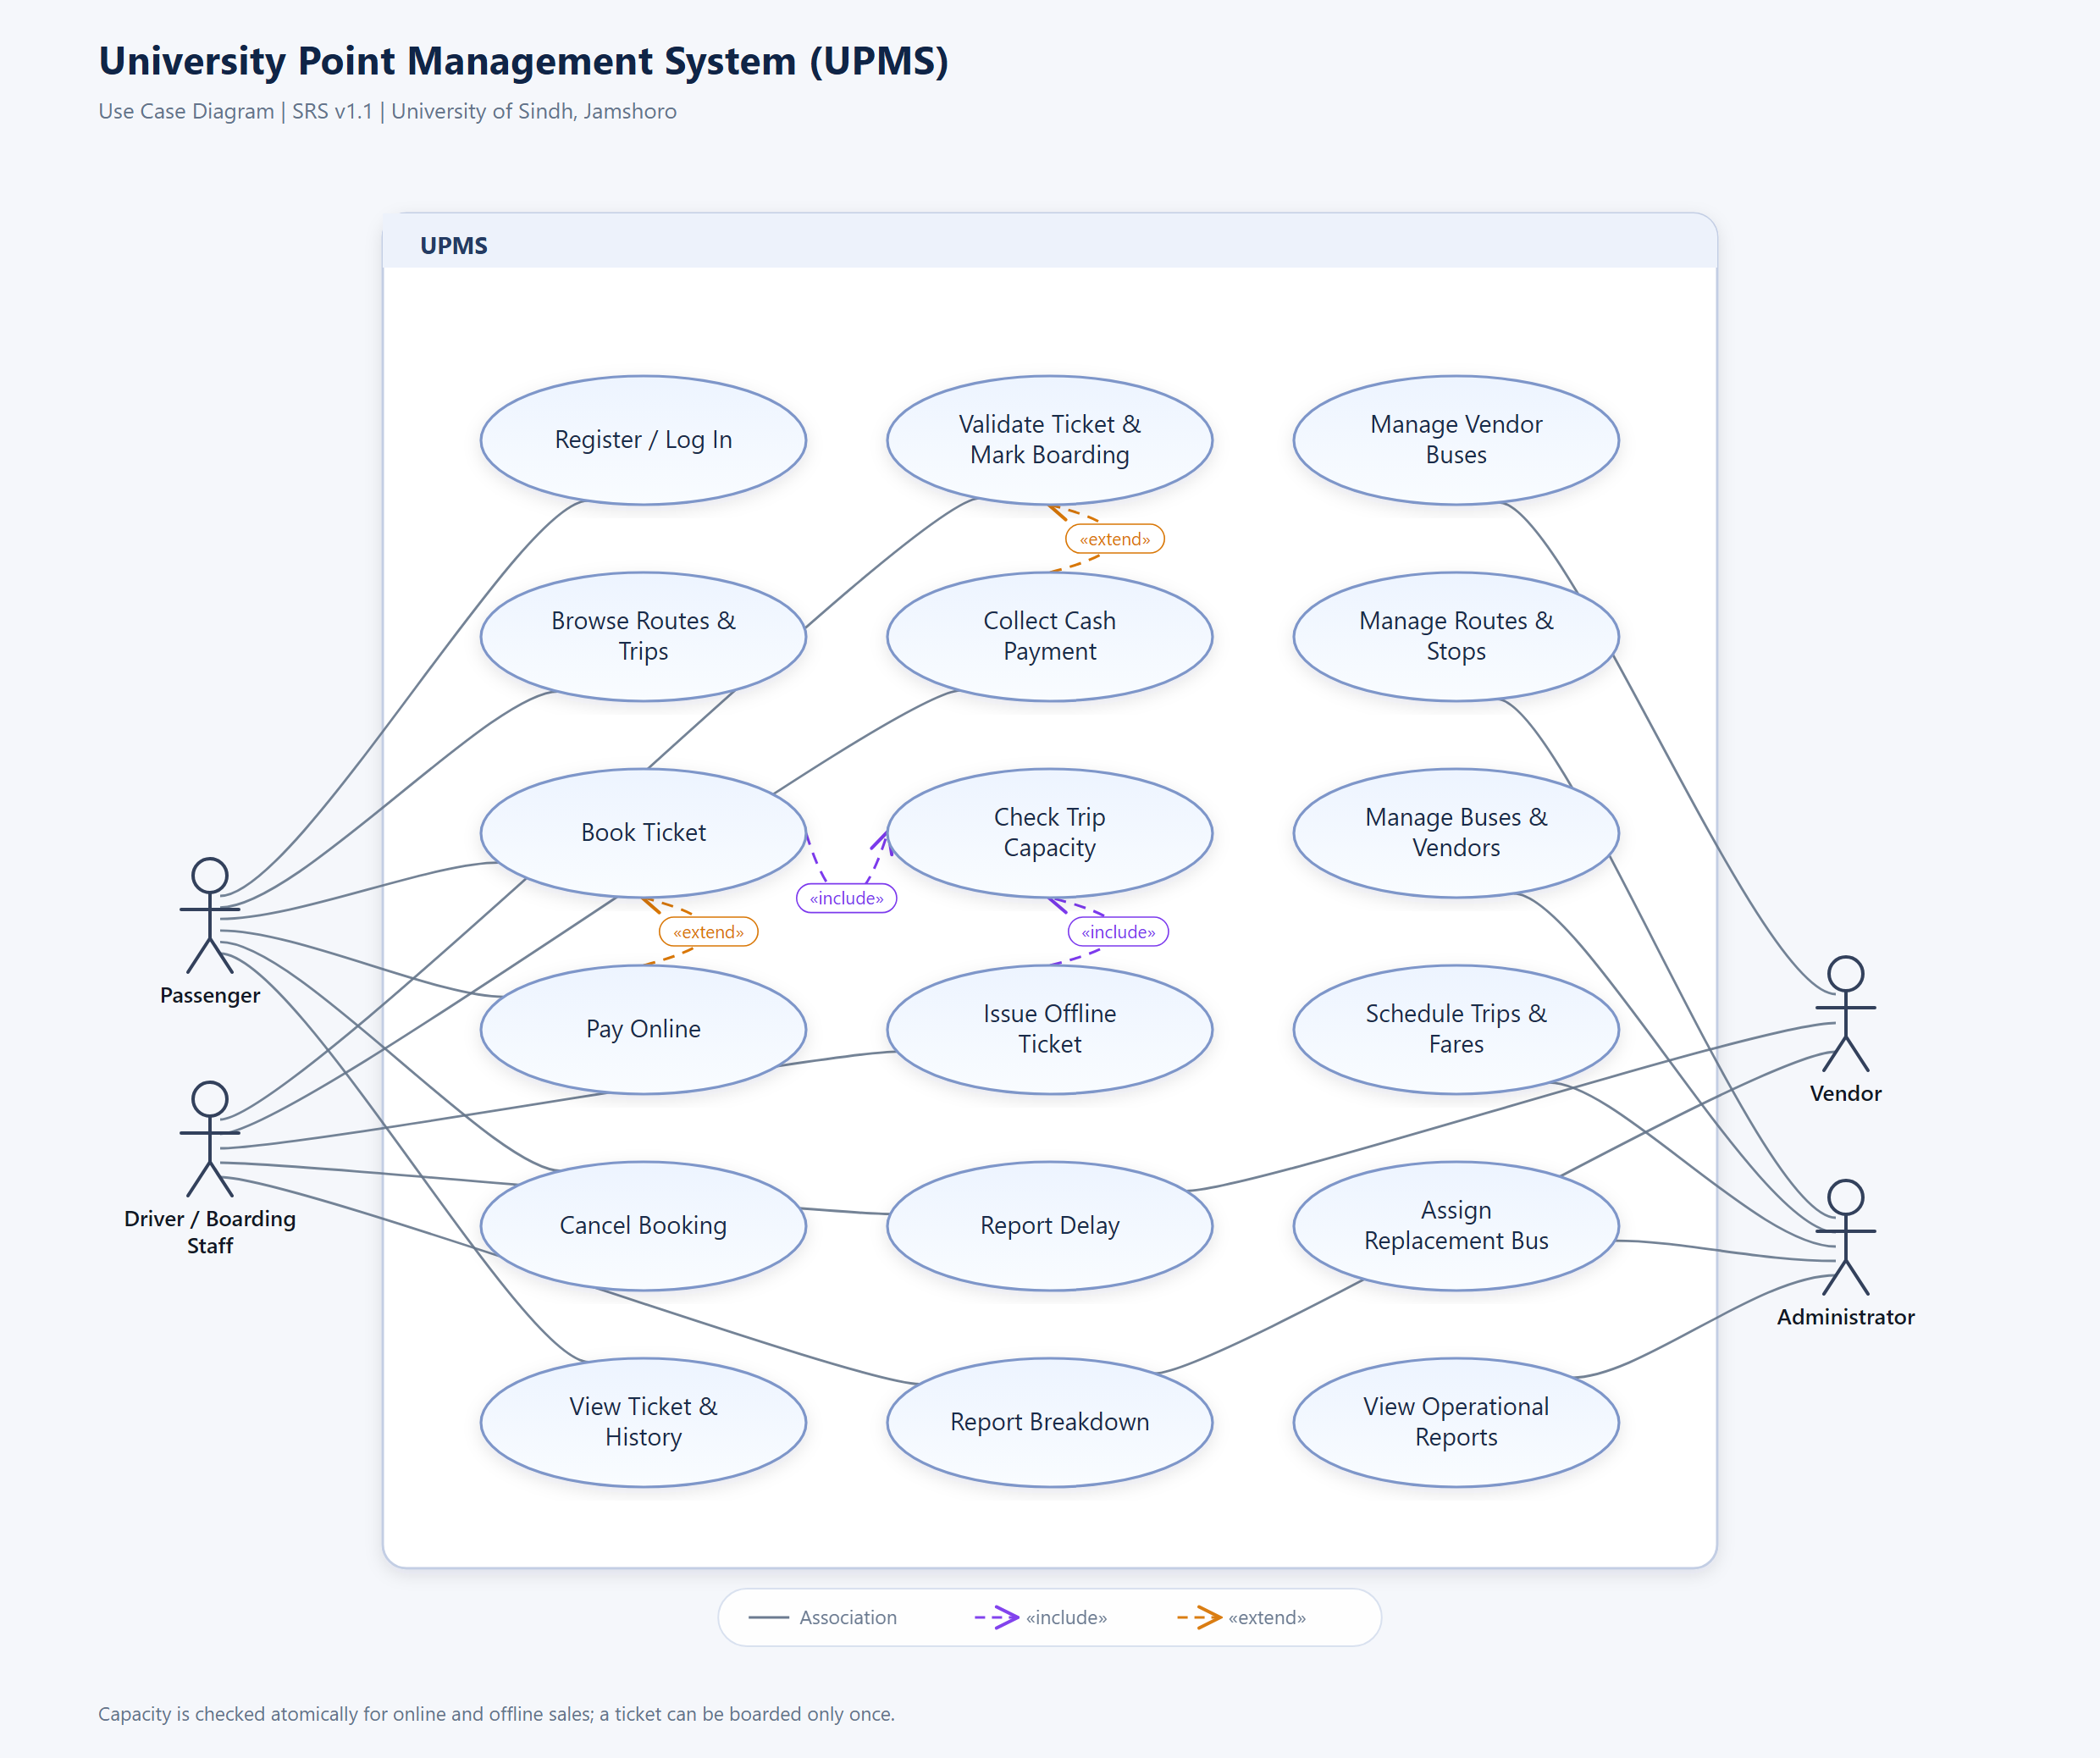 University Point Management System (UPMS)
Use Case Diagram | SRS v1.1 | University of Sindh, Jamshoro
UPMS
Register / Log In
Validate Ticket &
Mark Boarding
Manage Vendor
Buses
«extend»
Browse Routes &
Trips
Collect Cash
Payment
Manage Routes &
Stops
Book Ticket
Check Trip
Capacity
Manage Buses &
Vendors
«include»
«extend»
«include»
Passenger
Pay Online
Issue Offline
Ticket
Schedule Trips &
Fares
Vendor
Driver / Boarding
Staff
Cancel Booking
Report Delay
Assign
Replacement Bus
Administrator
View Ticket &
History
Report Breakdown
View Operational
Reports
Association
«include»
«extend»
Capacity is checked atomically for online and offline sales; a ticket can be boarded only once.